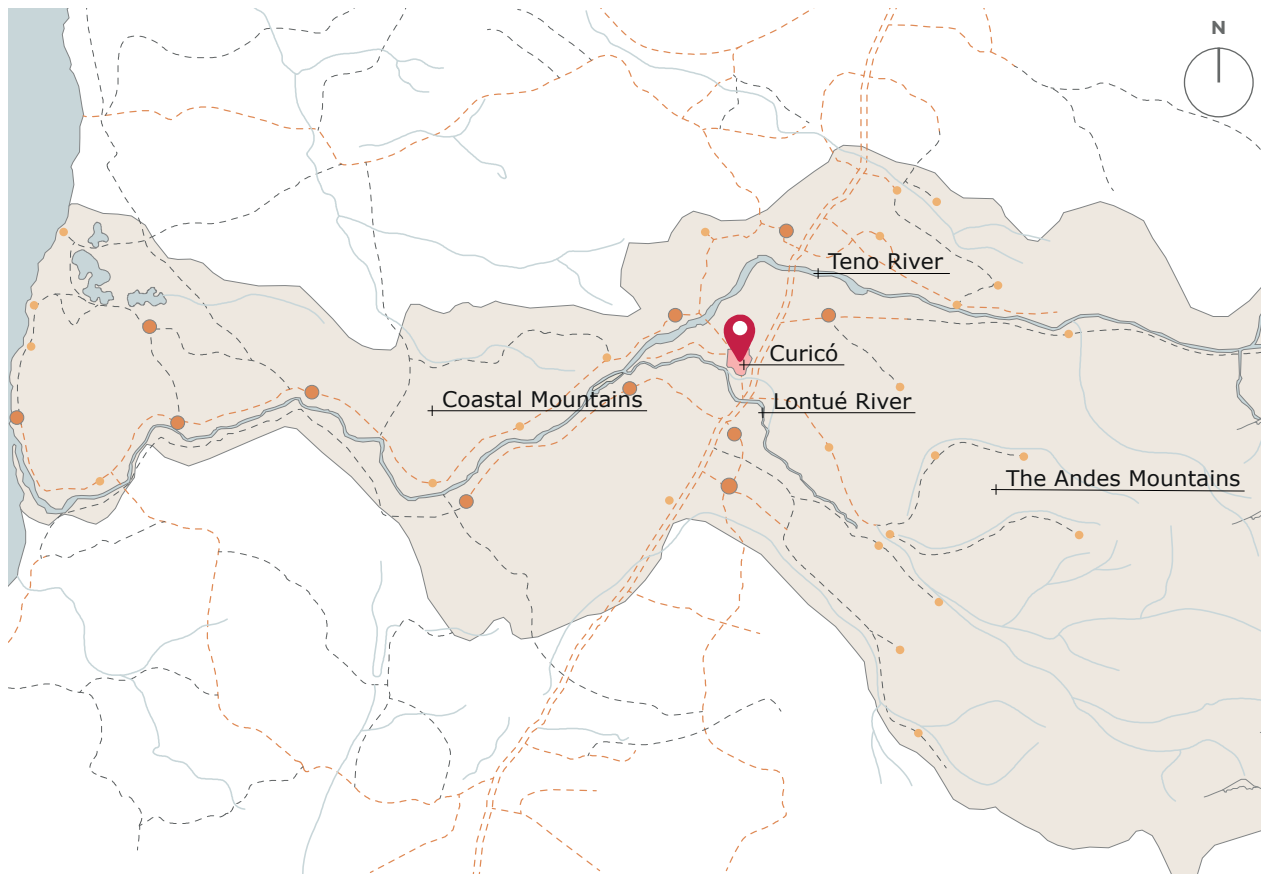 N
Teno River
Curicó
Coastal Mountains
Lontué River
The Andes Mountains